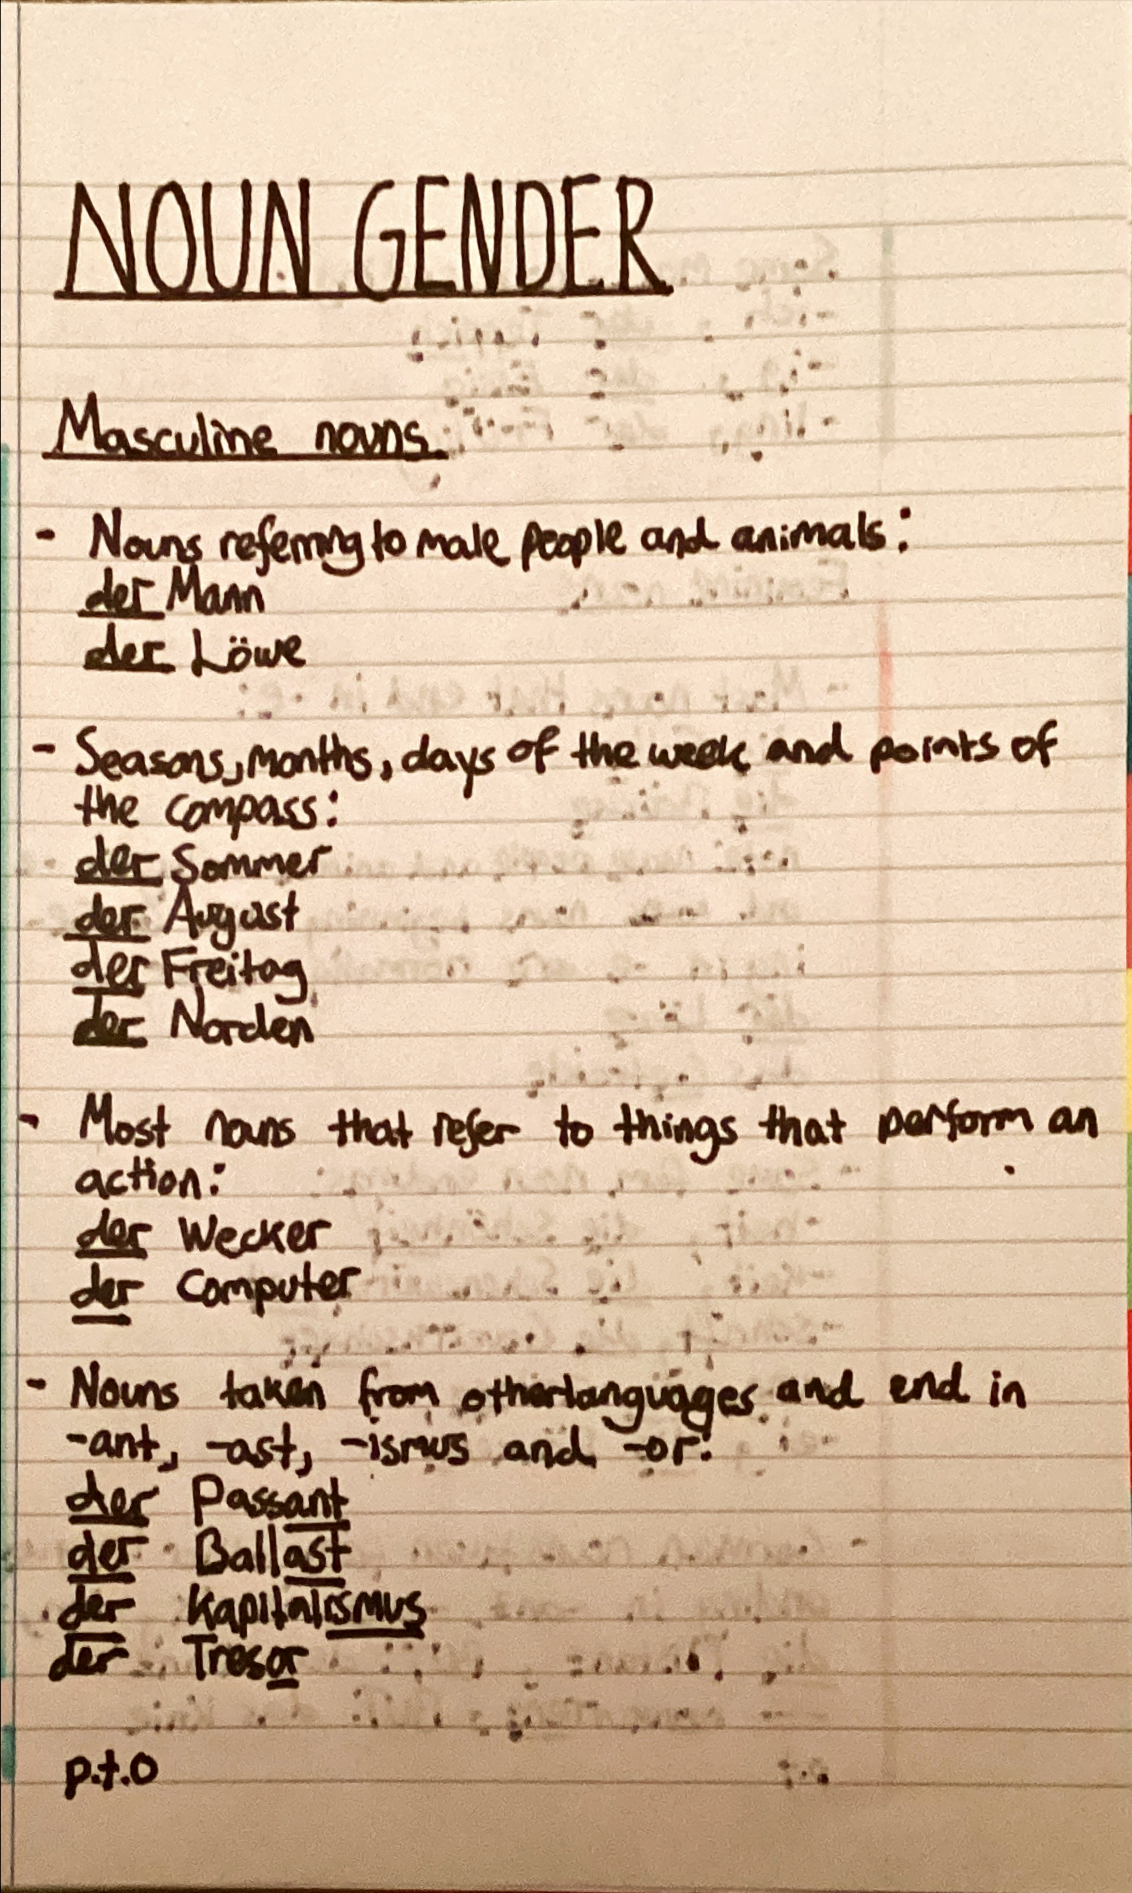 NOUN GENDER
Masculine nouns
- Nouns referring to male people and animals:
der Mann
der Löwe
- Seasons, months, days of the week and points of
the compass:
der Sommer
der August
der Freitag
der Norden
- Most nouns that refer to things that perform an
action:
der Wecker
der Computer
- Nouns taken from other languages and end in
-ant, -ast, -ismus and -or:
der Passant
der Ballast
der Kapitalismus
der Tresor
p.t.o